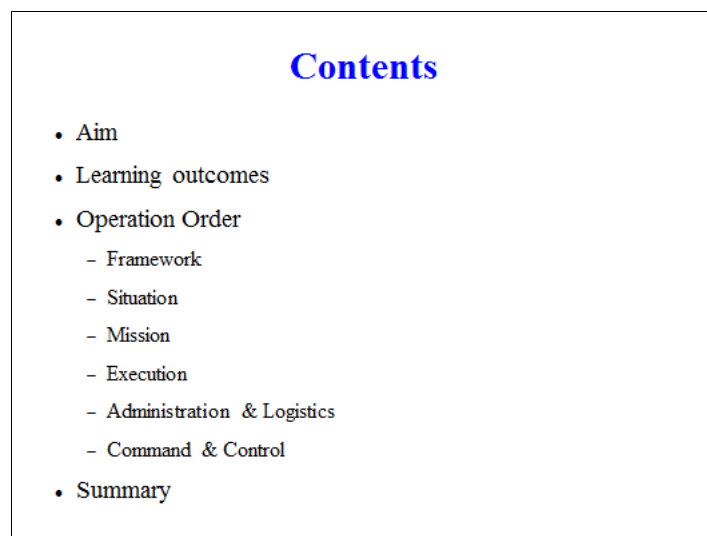 Contents
• Aim
• Learning outcomes
• Operation Order
– Framework
– Situation
– Mission
– Execution
– Administration & Logistics
– Command & Control
• Summary